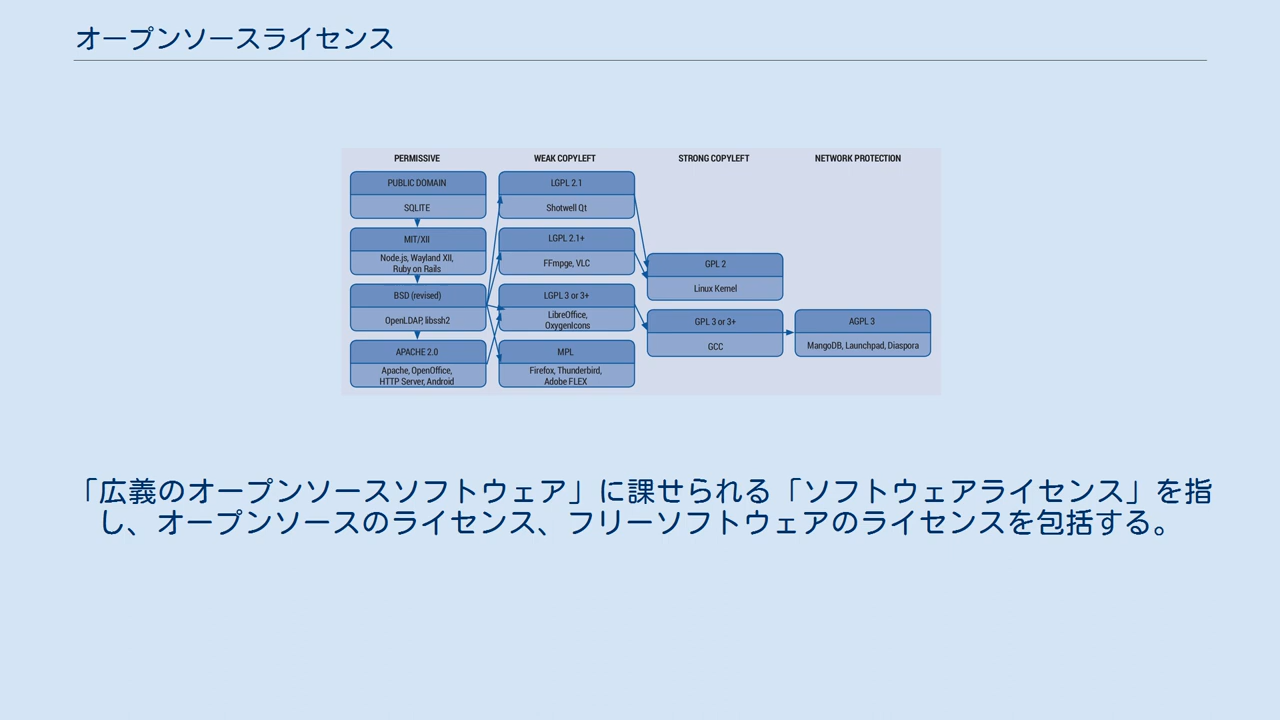 オープンソースライセンス
PERMISSIVE
WEAK COPYLEFT
STRONG COPYLEFT
NETWORK PROTECTION
PUBLIC DOMAIN
SQLITE
MIT/XII
Node.js, Wayland XII,
Ruby on Rails
BSD (revised)
OpenLDAP, libssh2
APACHE 2.0
Apache, OpenOffice,
HTTP Server, Android
LGPL 2.1
Shotwell Qt
LGPL 2.1+
FFmpge, VLC
LGPL 3 or 3+
LibreOffice,
OxygenIcons
MPL
Firefox, Thunderbird,
Adobe FLEX
GPL 2
Linux Kernel
GPL 3 or 3+
GCC
AGPL 3
MangoDB, Launchpad, Diaspora
「広義のオープンソースソフトウェア」に課せられる「ソフトウェアライセンス」を指
し、オープンソースのライセンス、フリーソフトウェアのライセンスを包括する。